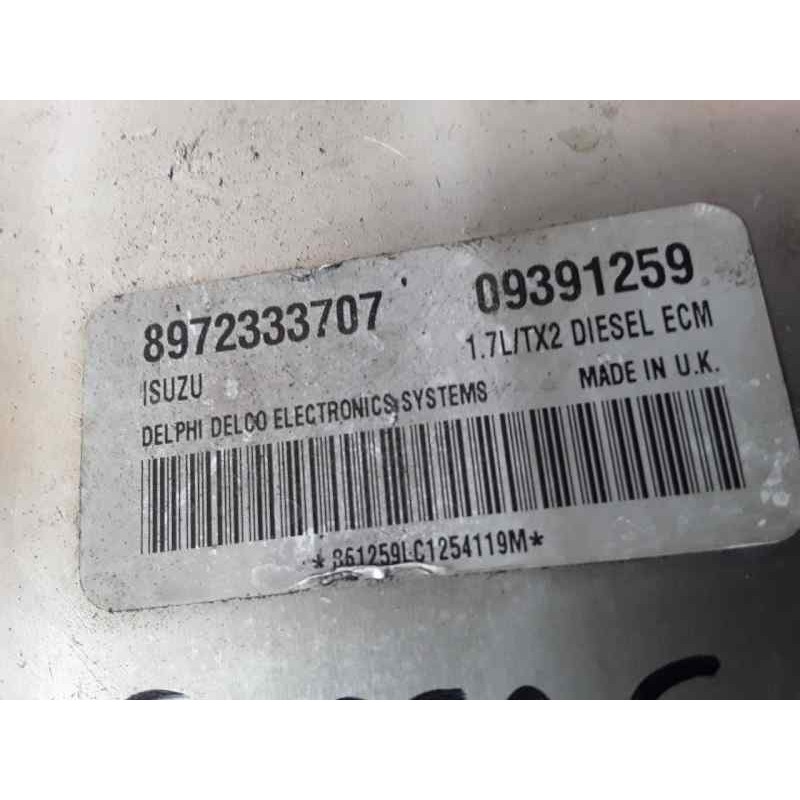 8972333707 09391259
ISUZU 1.7L/TX2 DIESEL ECM
DELPHI DELCO ELECTRONICS SYSTEMS MADE IN U.K.
*861259LC1254119M*